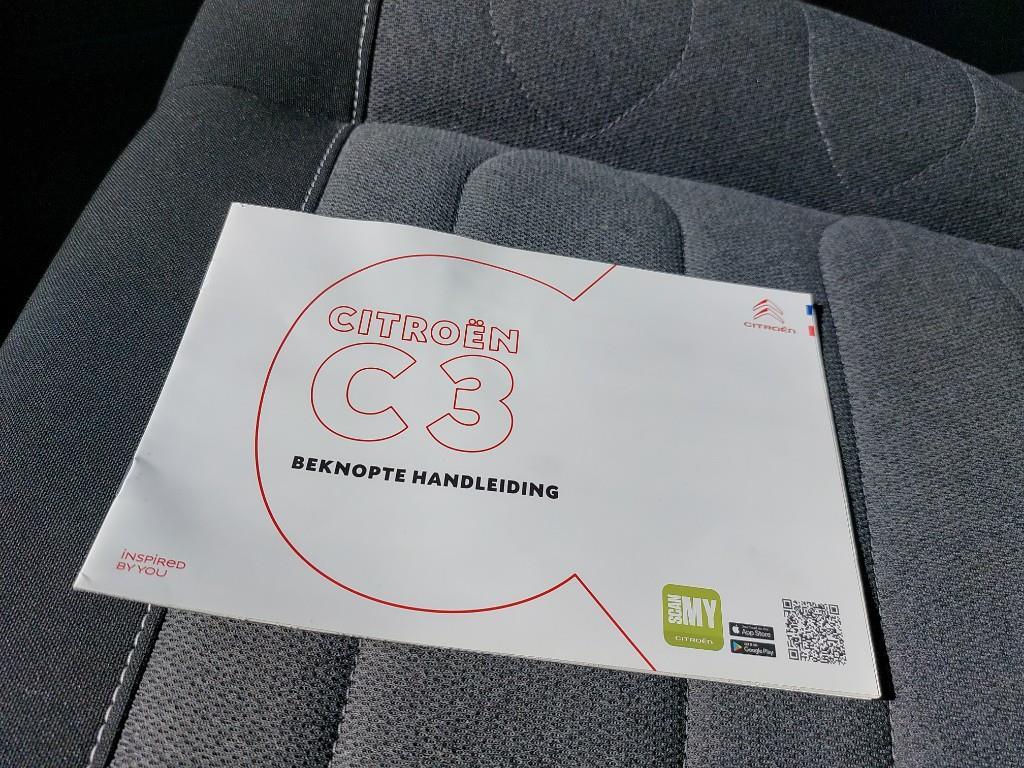 CITROËN
CITROËN
C3
BEKNOPTE HANDLEIDING
INSPIRED
BY YOU
SCAN MY
CITROËN
App Store
Google Play